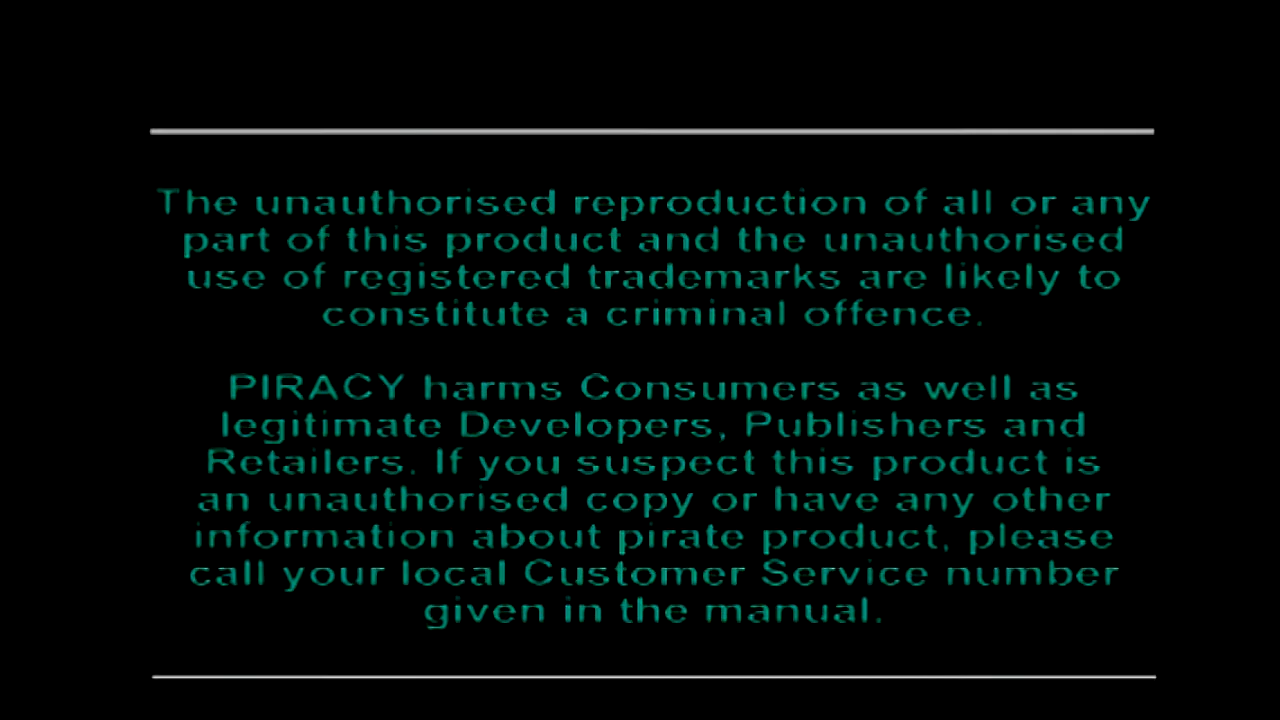 The unauthorised reproduction of all or any
part of this product and the unauthorised
use of registered trademarks are likely to
constitute a criminal offence.
PIRACY harms Consumers as well as
legitimate Developers, Publishers and
Retailers. If you suspect this product is
an unauthorised copy or have any other
information about pirate product, please
call your local Customer Service number
given in the manual.